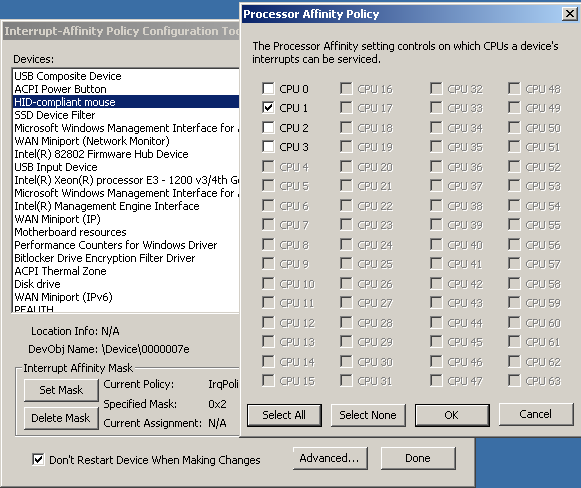 Interrupt-Affinity Policy Configuration Too
Devices:
USB Composite Device
ACPI Power Button
HID-compliant mouse
SSD Device Filter
Microsoft Windows Management Interface for
WAN Miniport (Network Monitor)
Intel(R) 82802 Firmware Hub Device
USB Input Device
Intel(R) Xeon(R) processor E3 - 1200 v3/4th G
Microsoft Windows Management Interface for
Intel(R) Management Engine Interface
WAN Miniport (IP)
Motherboard resources
Performance Counters for Windows Driver
Bitlocker Drive Encryption Filter Driver
ACPI Thermal Zone
Disk drive
WAN Miniport (IPv6)
PEAUTH
Location Info: N/A
DevObj Name: \Device\0000007e
Interrupt Affinity Mask
Set Mask
Delete Mask
Current Policy: IrqPoli
Specified Mask: 0x2
Current Assignment: N/A
Don't Restart Device When Making Changes
Advanced...
Done
Processor Affinity Policy
The Processor Affinity setting controls on which CPUs a device's
interrupts can be serviced.
CPU 0 CPU 16 CPU 32 CPU 48
CPU 1 CPU 17 CPU 33 CPU 49
CPU 2 CPU 18 CPU 34 CPU 50
CPU 3 CPU 19 CPU 35 CPU 51
CPU 4 CPU 20 CPU 36 CPU 52
CPU 5 CPU 21 CPU 37 CPU 53
CPU 6 CPU 22 CPU 38 CPU 54
CPU 7 CPU 23 CPU 39 CPU 55
CPU 8 CPU 24 CPU 40 CPU 56
CPU 9 CPU 25 CPU 41 CPU 57
CPU 10 CPU 26 CPU 42 CPU 58
CPU 11 CPU 27 CPU 43 CPU 59
CPU 12 CPU 28 CPU 44 CPU 60
CPU 13 CPU 29 CPU 45 CPU 61
CPU 14 CPU 30 CPU 46 CPU 62
CPU 15 CPU 31 CPU 47 CPU 63
Select All
Select None
OK
Cancel